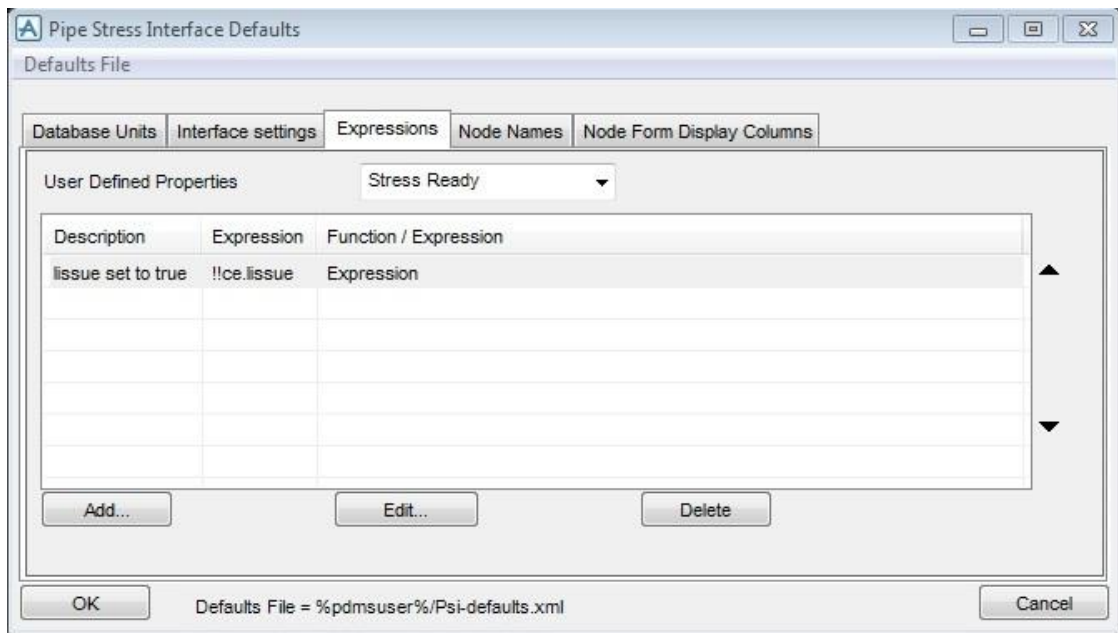 Pipe Stress Interface Defaults
Defaults File
Database Units Interface settings Expressions Node Names Node Form Display Columns
User Defined Properties Stress Ready
Description Expression Function / Expression
lissue set to true !!ce.lissue Expression
Add... Edit... Delete
OK Defaults File = %pdmsuser%/Psi-defaults.xml Cancel